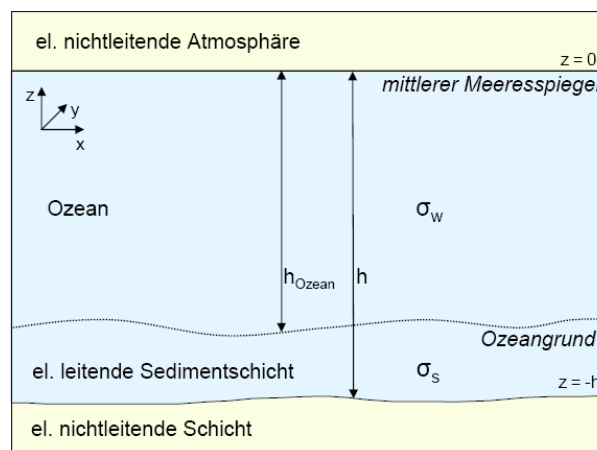 el. nichtleitende Atmosphäre
z = 0
mittlerer Meeresspiegel
z
y
x
Ozean
σw
hOzean
h
Ozeangrund
el. leitende Sedimentschicht
σs
z = -h
el. nichtleitende Schicht